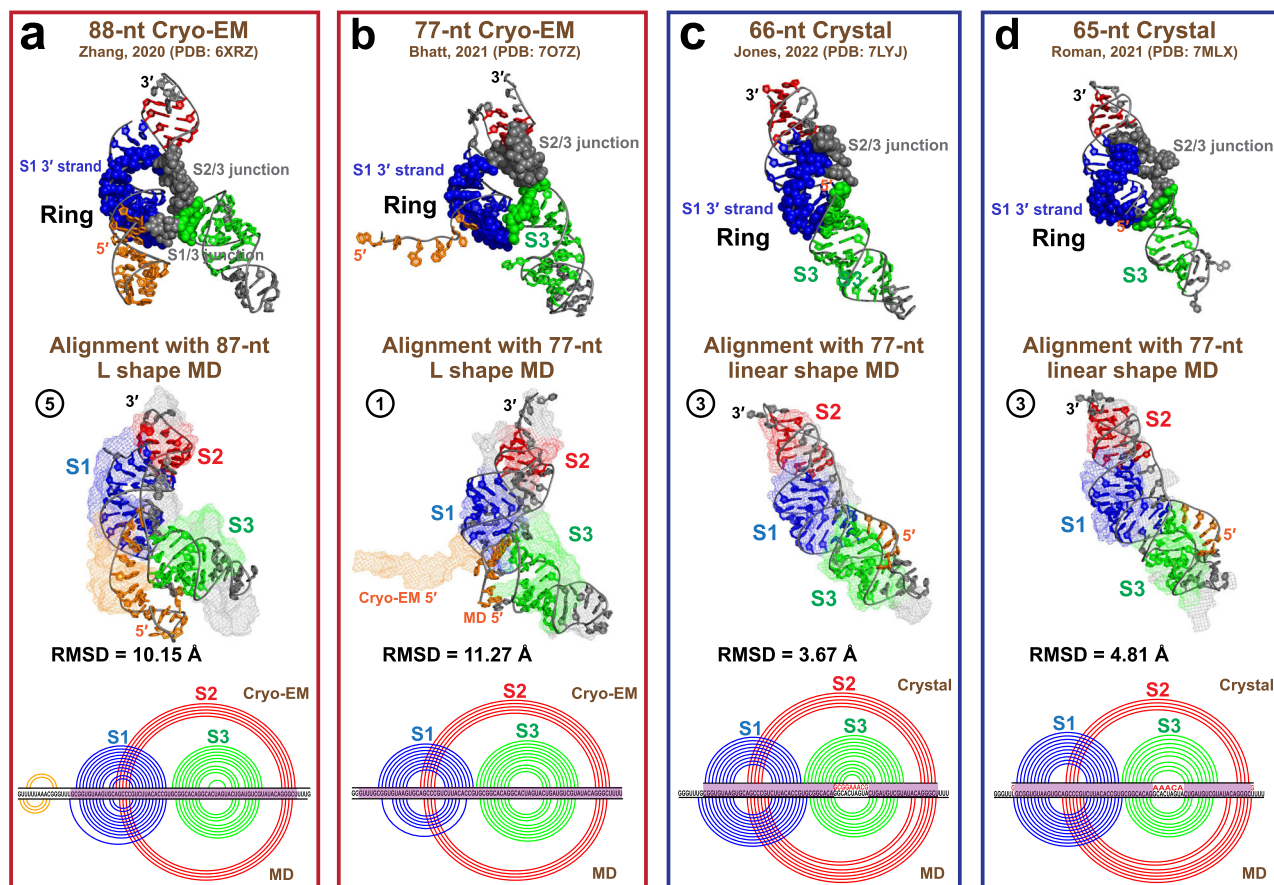 a
88-nt Cryo-EM
Zhang, 2020 (PDB: 6XRZ)
3′
S1 3′ strand
S2/3 junction
Ring
5′
S1/3 junction
Alignment with 87-nt
L shape MD
5
3′
S1
S2
S3
5′
RMSD = 10.15 Å
S2
Cryo-EM
S1
S3
MD
b
77-nt Cryo-EM
Bhatt, 2021 (PDB: 7O7Z)
3′
S2/3 junction
S1 3′ strand
Ring
5′
S3
Alignment with 77-nt
L shape MD
1
3′
S2
S1
S3
Cryo-EM 5′
MD 5′
RMSD = 11.27 Å
S2
Cryo-EM
S1
S3
MD
c
66-nt Crystal
Jones, 2022 (PDB: 7LYJ)
3′
S2/3 junction
S1 3′ strand
Ring
S3
Alignment with 77-nt
linear shape MD
3
3′
S2
S1
5′
S3
RMSD = 3.67 Å
S2
Crystal
S1
S3
GCGGAAACG
MD
d
65-nt Crystal
Roman, 2021 (PDB: 7MLX)
3′
S2/3 junction
S1 3′ strand
5′
Ring
S3
Alignment with 77-nt
linear shape MD
3
3′
S2
S1
5′
S3
RMSD = 4.81 Å
Crystal
S2
S1
S3
AAACA
MD